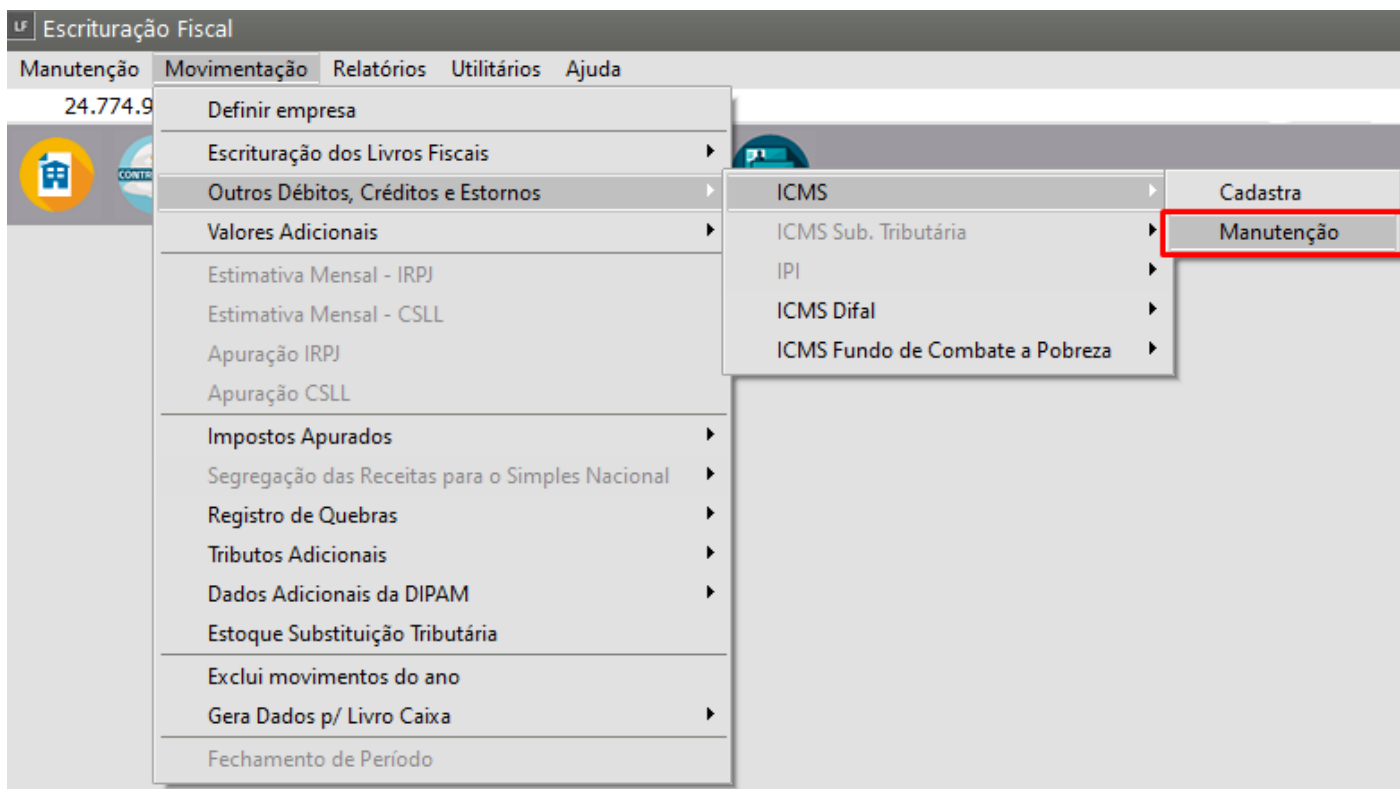 LF Escrituração Fiscal
Manutenção Movimentação Relatórios Utilitários Ajuda
24.774.9
Definir empresa
Escrituração dos Livros Fiscais
Outros Débitos, Créditos e Estornos
Valores Adicionais
Estimativa Mensal - IRPJ
Estimativa Mensal - CSLL
Apuração IRPJ
Apuração CSLL
Impostos Apurados
Segregação das Receitas para o Simples Nacional
Registro de Quebras
Tributos Adicionais
Dados Adicionais da DIPAM
Estoque Substituição Tributária
Exclui movimentos do ano
Gera Dados p/ Livro Caixa
Fechamento de Período
ICMS
ICMS Sub. Tributária
IPI
ICMS Difal
ICMS Fundo de Combate a Pobreza
Cadastra
Manutenção